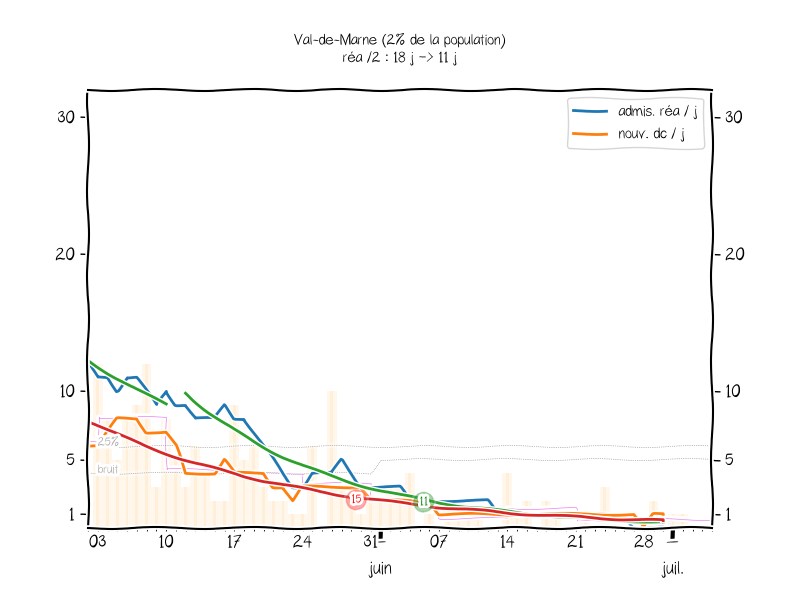 Val-de-Marne (2% de la population)
réa /2 : 18 j -> 11 j
admis. réa / j
nouv. dc / j
30
30
20
20
10
10
25%
5
5
bruit
15
11
1
1
03 10 17 24 31 07 14 21 28
juin juil.